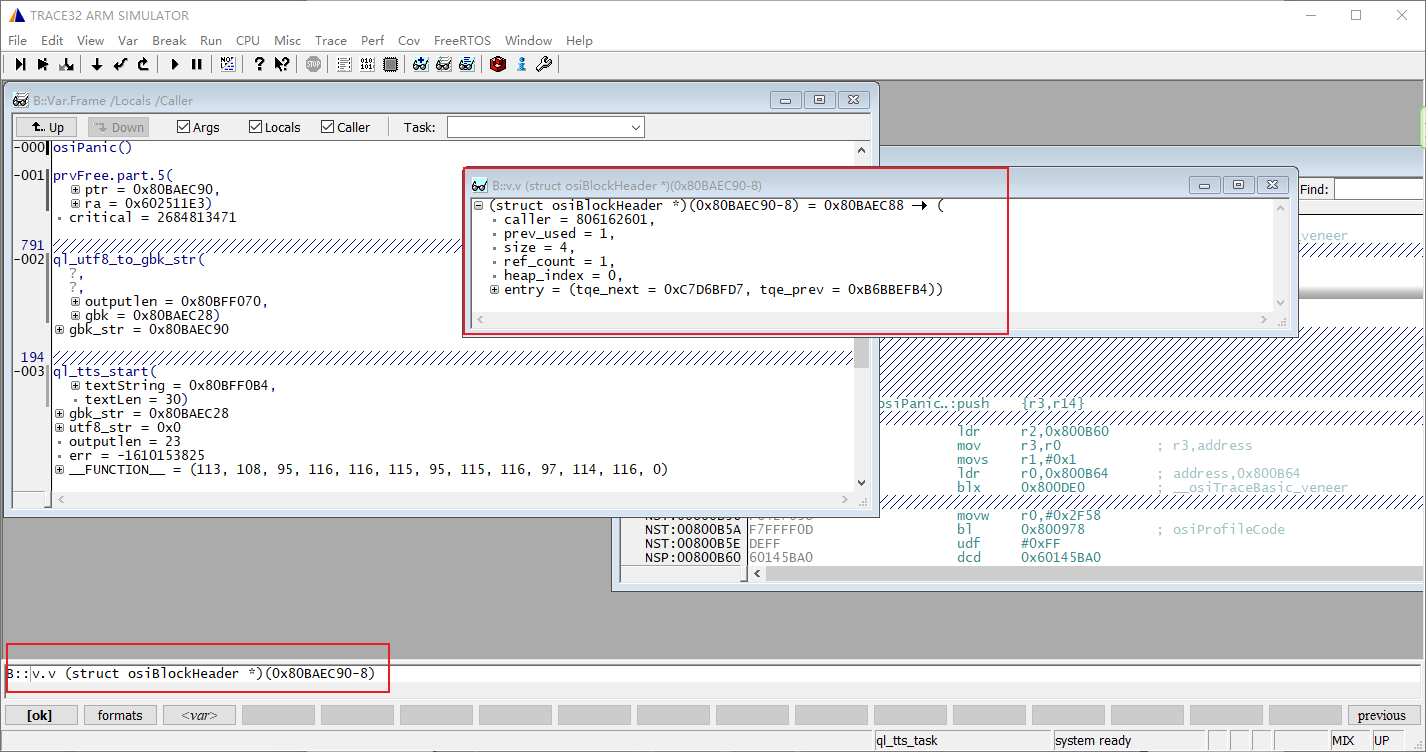 TRACE32 ARM SIMULATOR
File Edit View Var Break Run CPU Misc Trace Perf Cov FreeRTOS Window Help
B::Var.Frame /Locals /Caller
Up Down Args Locals Caller Task:
-000 osiPanic()
-001 prvFree.part.5(
ptr = 0x80BAEC90,
ra = 0x602511E3)
critical = 2684813471
791
-002 ql_utf8_to_gbk_str(
?,
?,
outputlen = 0x80BFF070,
gbk = 0x80BAEC28)
gbk_str = 0x80BAEC90
194
-003 ql_tts_start(
textString = 0x80BFF0B4,
textLen = 30)
gbk_str = 0x80BAEC28
utf8_str = 0x0
outputlen = 23
err = -1610153825
__FUNCTION__ = (113, 108, 95, 116, 116, 115, 95, 115, 116, 97, 114, 116, 0)
B::v.v (struct osiBlockHeader *)(0x80BAEC90-8)
(struct osiBlockHeader *)(0x80BAEC90-8) = 0x80BAEC88 → (
caller = 806162601,
prev_used = 1,
size = 4,
ref_count = 1,
heap_index = 0,
entry = (tqe_next = 0xC7D6BFD7, tqe_prev = 0xB6BBEFB4))
Find:
_veneer
osiPanic..:push {r3,r14}
ldr r2,0x800B60
mov r3,r0 ; r3,address
movs r1,#0x1
ldr r0,0x800B64 ; address,0x800B64
blx 0x800DE0 ; __osiTraceBasic_veneer
movw r0,#0x2F58
NST:00800B5A F7FFFF0D bl 0x800978 ; osiProfileCode
NST:00800B5E DEFF udf #0xFF
NSP:00800B60 60145BA0 dcd 0x60145BA0
B::v.v (struct osiBlockHeader *)(0x80BAEC90-8)
[ok] formats <var> previous
ql_tts_task system ready MIX UP